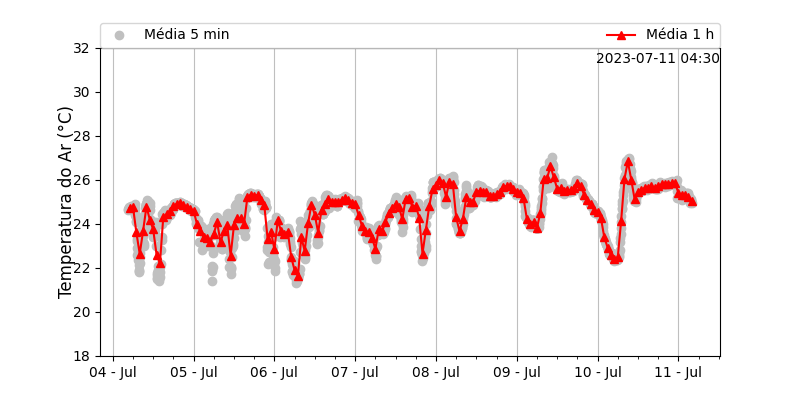 Média 5 min
Média 1 h
2023-07-11 04:30
Temperatura do Ar (°C)
32
30
28
26
24
22
20
18
04 - Jul
05 - Jul
06 - Jul
07 - Jul
08 - Jul
09 - Jul
10 - Jul
11 - Jul